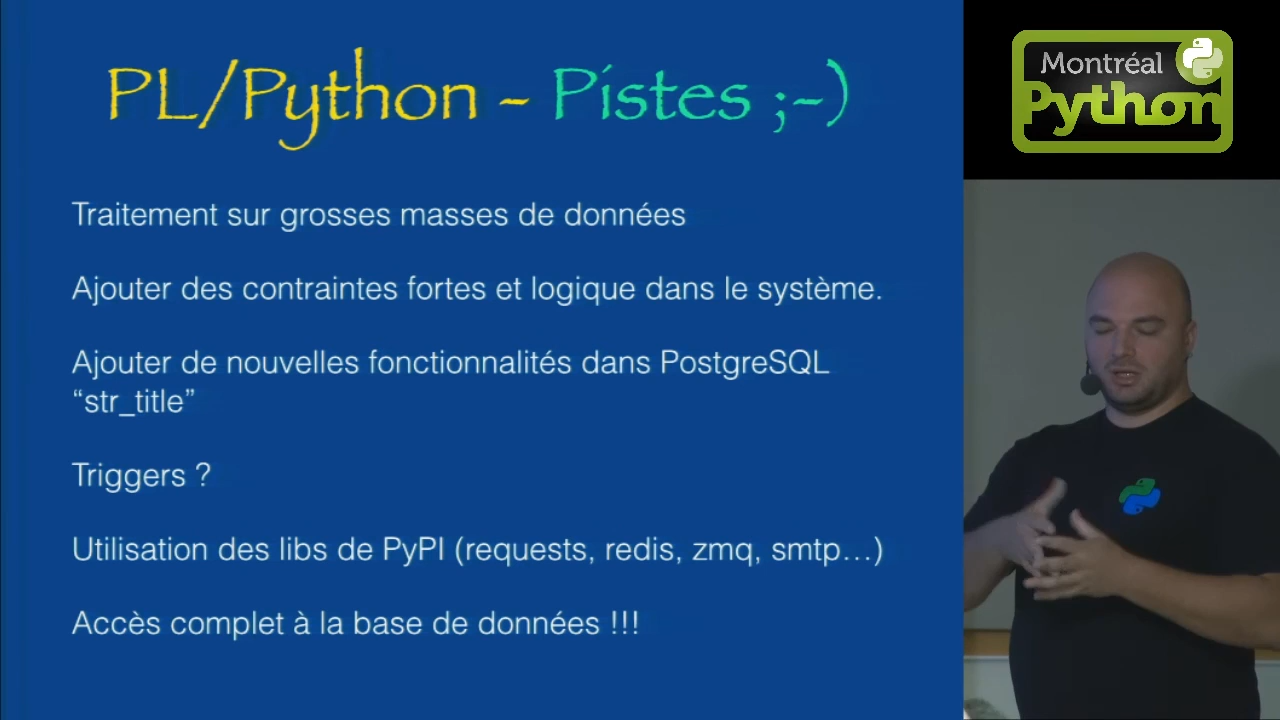 PL/Python - Pistes ;-)
Montréal
Python
Traitement sur grosses masses de données
Ajouter des contraintes fortes et logique dans le système.
Ajouter de nouvelles fonctionnalités dans PostgreSQL
“str_title”
Triggers ?
Utilisation des libs de PyPI (requests, redis, zmq, smtp…)
Accès complet à la base de données !!!